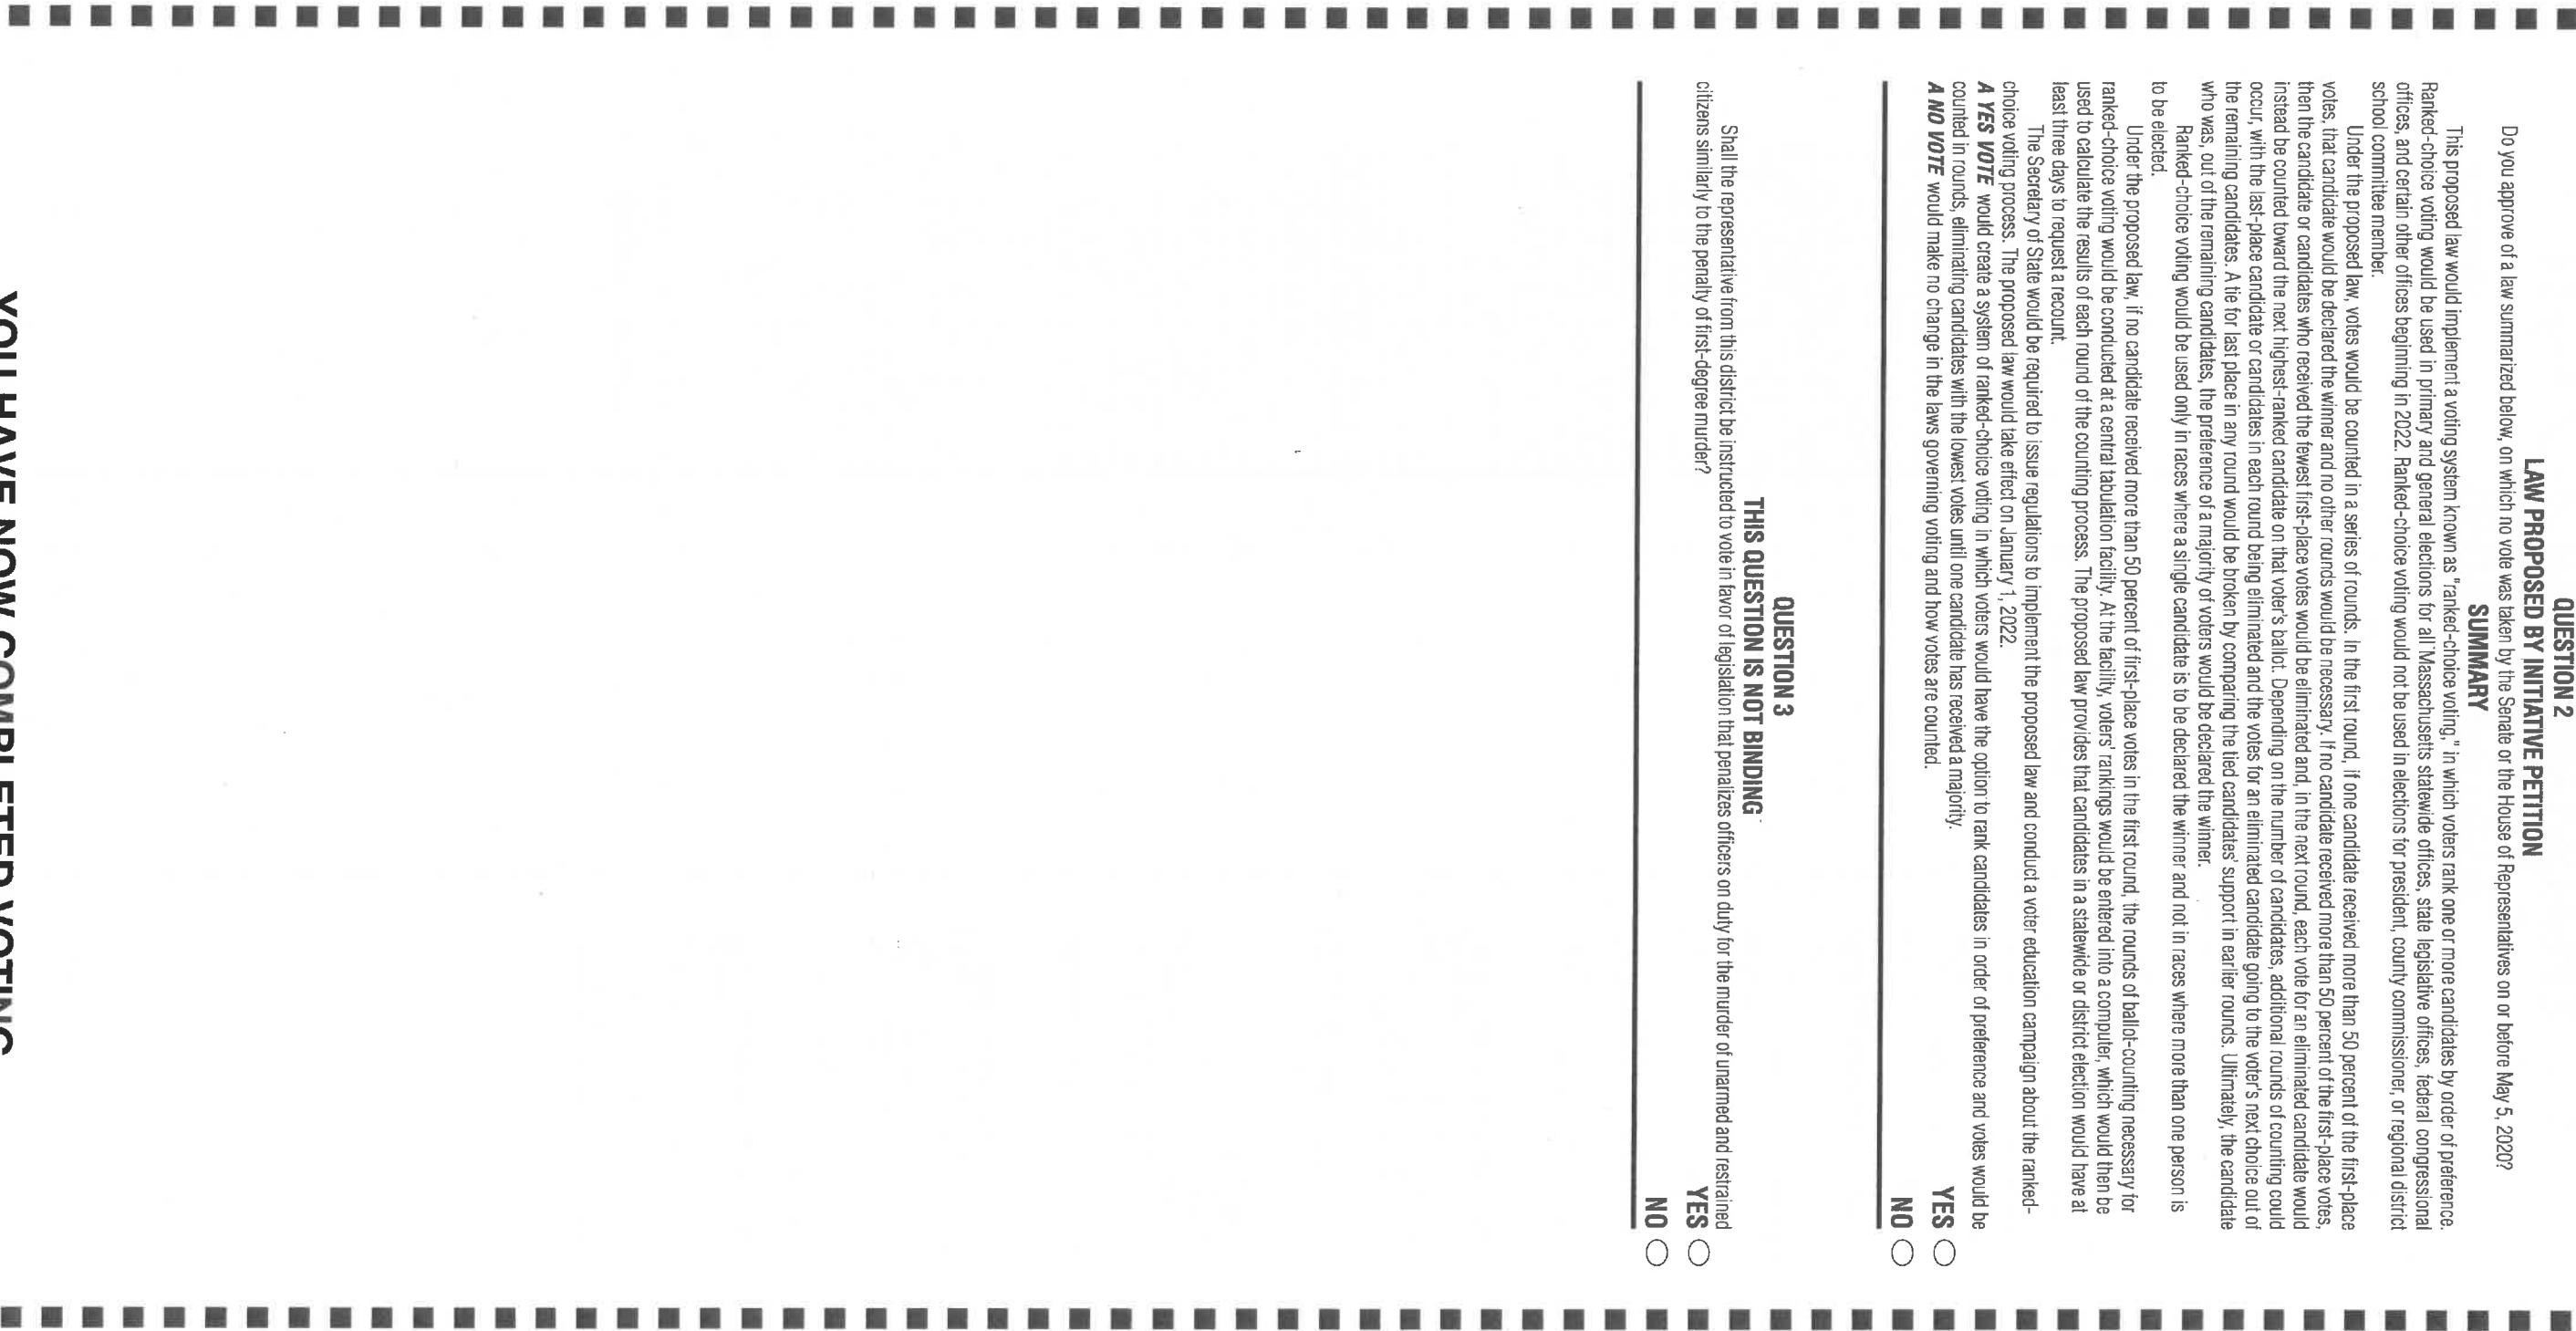 QUESTION 2
LAW PROPOSED BY INITIATIVE PETITION
Do you approve of a law summarized below, on which no vote was taken by the Senate or the House of Representatives on or before May 5, 2020?
SUMMARY
This proposed law would implement a voting system known as "ranked-choice voting," in which voters rank one or more candidates by order of preference.
Ranked-choice voting would be used in primary and general elections for all Massachusetts statewide offices, state legislative offices, federal congressional
offices, and certain other offices beginning in 2022. Ranked-choice voting would not be used in elections for president, county commissioner, or regional district
school committee member.
Under the proposed law, votes would be counted in a series of rounds. In the first round, if one candidate received more than 50 percent of the first-place
votes, that candidate would be declared the winner and no other rounds would be necessary. If no candidate received more than 50 percent of the first-place votes,
then the candidate or candidates who received the fewest first-place votes would be eliminated and, in the next round, each vote for an eliminated candidate would
instead be counted toward the next highest-ranked candidate on that voter's ballot. Depending on the number of candidates, additional rounds of counting could
occur, with the last-place candidate or candidates in each round being eliminated and the votes for an eliminated candidate going to the voter's next choice out of
the remaining candidates. A tie for last place in any round would be broken by comparing the tied candidates' support in earlier rounds. Ultimately, the candidate
who was, out of the remaining candidates, the preference of a majority of voters would be declared the winner.
Ranked-choice voting would be used only in races where a single candidate is to be declared the winner and not in races where more than one person is
to be elected.
Under the proposed law, if no candidate received more than 50 percent of first-place votes in the first round, the rounds of ballot-counting necessary for
ranked-choice voting would be conducted at a central tabulation facility. At the facility, voters' rankings would be entered into a computer, which would then be
used to calculate the results of each round of the counting process. The proposed law provides that candidates in a statewide or district election would have at
least three days to request a recount.
The Secretary of State would be required to issue regulations to implement the proposed law and conduct a voter education campaign about the ranked-
choice voting process. The proposed law would take effect on January 1, 2022.
A YES VOTE would create a system of ranked-choice voting in which voters would have the option to rank candidates in order of preference and votes would be
counted in rounds, eliminating candidates with the lowest votes until one candidate has received a majority.
A NO VOTE would make no change in the laws governing voting and how votes are counted.
YES
NO
QUESTION 3
THIS QUESTION IS NOT BINDING
Shall the representative from this district be instructed to vote in favor of legislation that penalizes officers on duty for the murder of unarmed and restrained
citizens similarly to the penalty of first-degree murder?
YES
NO
YOU HAVE NOW COMPLETED VOTING